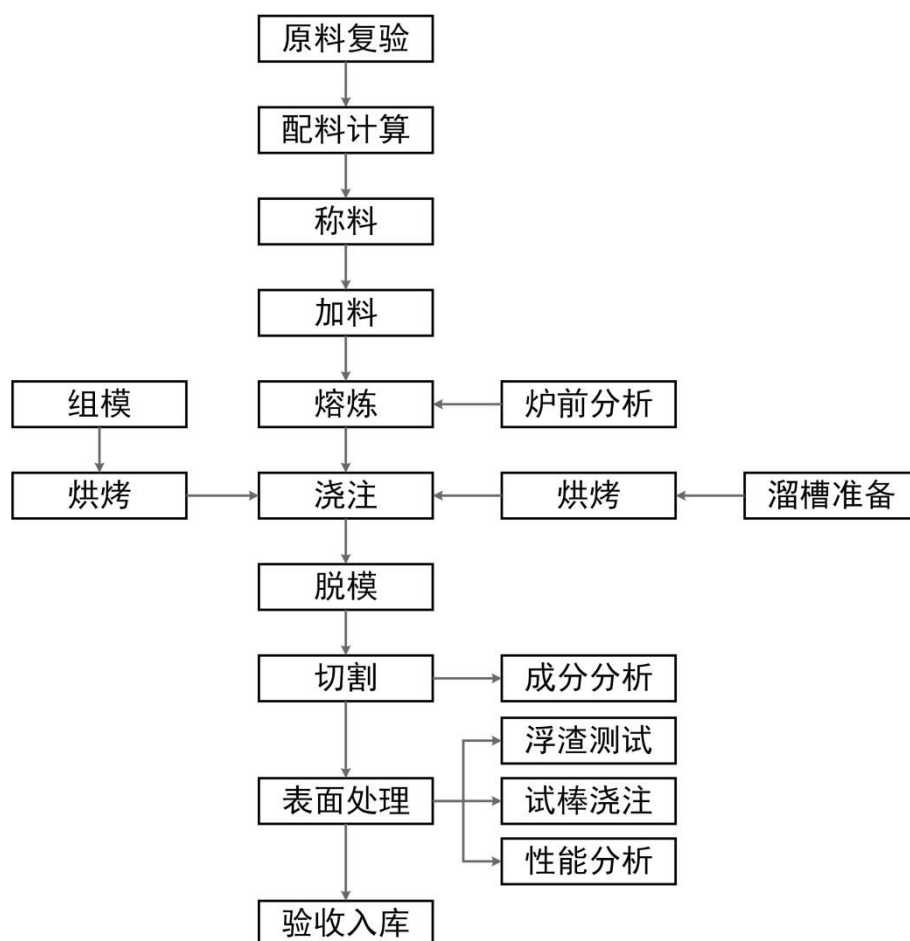 原料复验
配料计算
称料
加料
组模
熔炼
炉前分析
烘烤
浇注
烘烤
溜槽准备
脱模
切割
成分分析
浮渣测试
表面处理
试棒浇注
性能分析
验收入库